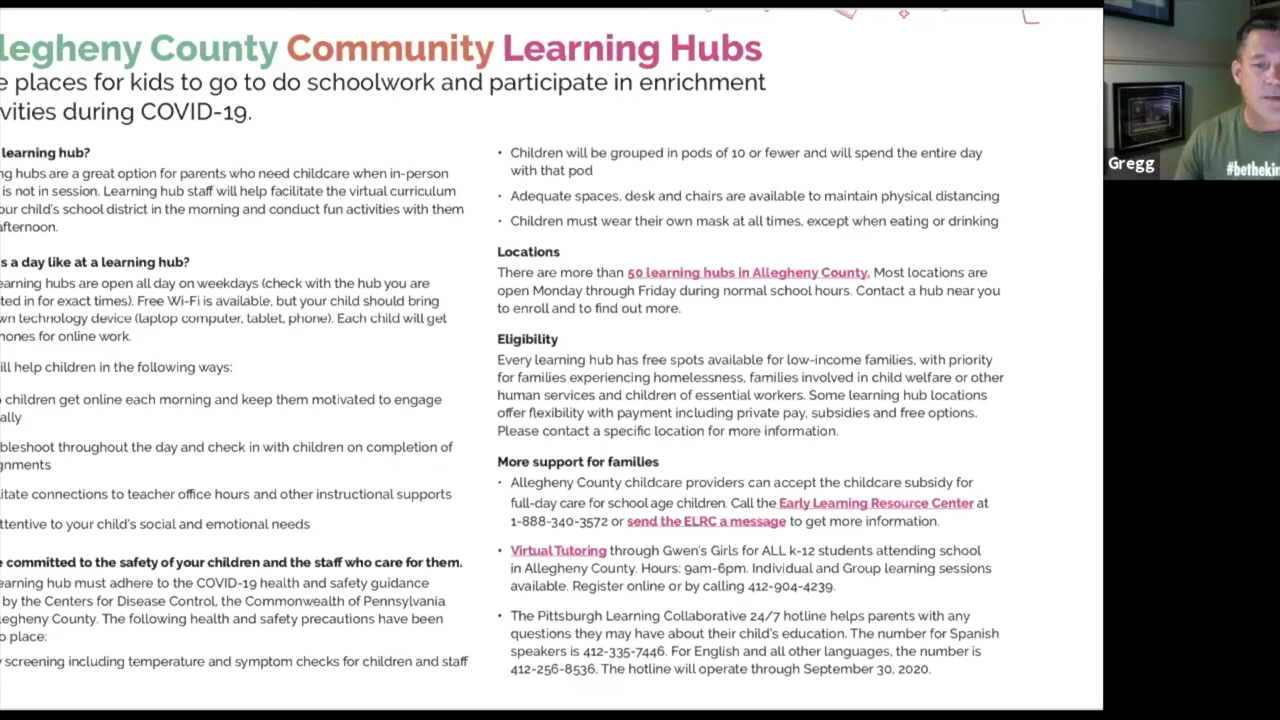 legheny County Community Learning Hubs
e places for kids to go to do schoolwork and participate in enrichment
vities during COVID-19.
learning hub?
ng hubs are a great option for parents who need childcare when in-person
is not in session. Learning hub staff will help facilitate the virtual curriculum
our child's school district in the morning and conduct fun activities with them
afternoon.
s a day like at a learning hub?
earning hubs are open all day on weekdays (check with the hub you are
ted in for exact times). Free Wi-Fi is available, but your child should bring
wn technology device (laptop computer, tablet, phone). Each child will get
hones for online work.
ill help children in the following ways:
children get online each morning and keep them motivated to engage
ally
bleshoot throughout the day and check in with children on completion of
gnments
itate connections to teacher office hours and other instructional supports
ttentive to your child's social and emotional needs
e committed to the safety of your children and the staff who care for them.
earning hub must adhere to the COVID-19 health and safety guidance
by the Centers for Disease Control, the Commonwealth of Pennsylvania
legheny County. The following health and safety precautions have been
o place:
y screening including temperature and symptom checks for children and staff
• Children will be grouped in pods of 10 or fewer and will spend the entire day
with that pod
• Adequate spaces, desk and chairs are available to maintain physical distancing
• Children must wear their own mask at all times, except when eating or drinking
Locations
There are more than 50 learning hubs in Allegheny County. Most locations are
open Monday through Friday during normal school hours. Contact a hub near you
to enroll and to find out more.
Eligibility
Every learning hub has free spots available for low-income families, with priority
for families experiencing homelessness, families involved in child welfare or other
human services and children of essential workers. Some learning hub locations
offer flexibility with payment including private pay, subsidies and free options.
Please contact a specific location for more information.
More support for families
• Allegheny County childcare providers can accept the childcare subsidy for
full-day care for school age children. Call the Early Learning Resource Center at
1-888-340-3572 or send the ELRC a message to get more information.
• Virtual Tutoring through Gwen's Girls for ALL k-12 students attending school
in Allegheny County. Hours: 9am-6pm. Individual and Group learning sessions
available. Register online or by calling 412-904-4239.
• The Pittsburgh Learning Collaborative 24/7 hotline helps parents with any
questions they may have about their child's education. The number for Spanish
speakers is 412-335-7446. For English and all other languages, the number is
412-256-8536. The hotline will operate through September 30, 2020.
Gregg
#bethekin